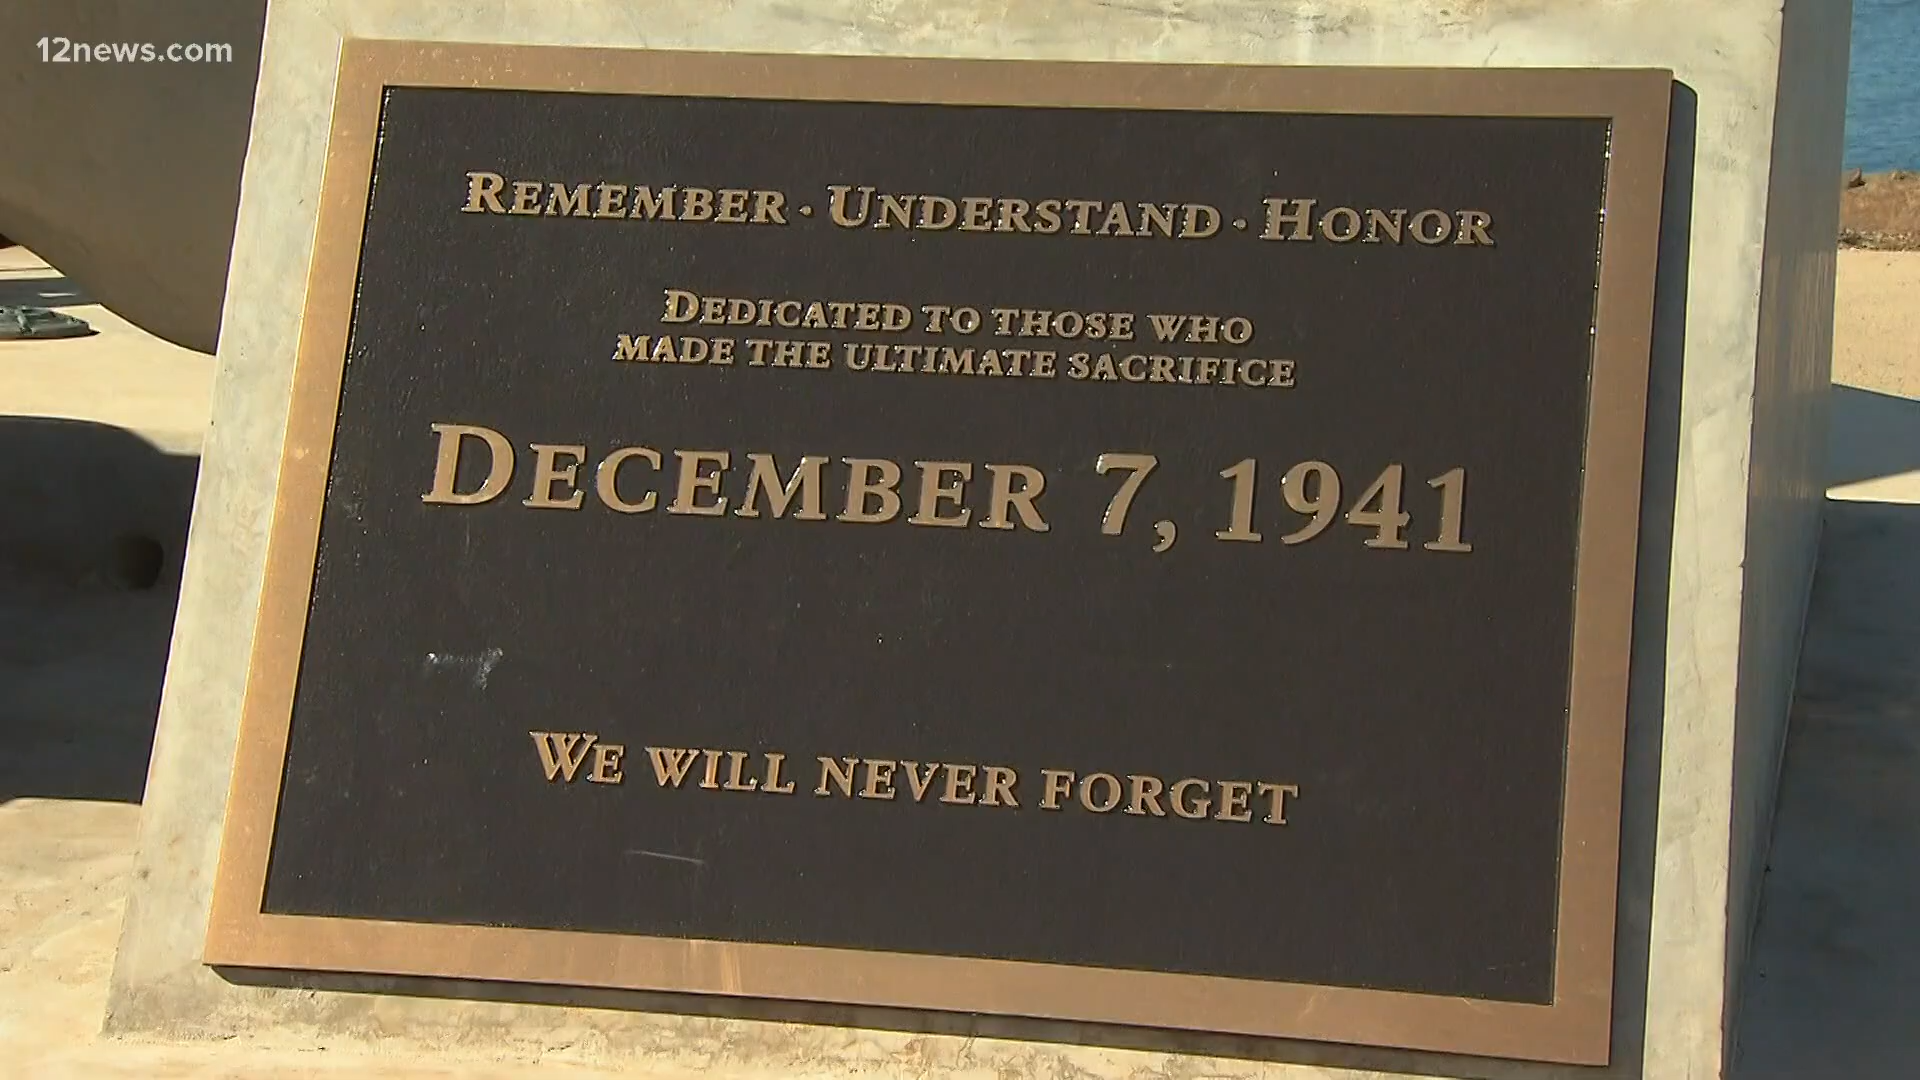 12news.com
REMEMBER · UNDERSTAND · HONOR
DEDICATED TO THOSE WHO
MADE THE ULTIMATE SACRIFICE
DECEMBER 7, 1941
WE WILL NEVER FORGET